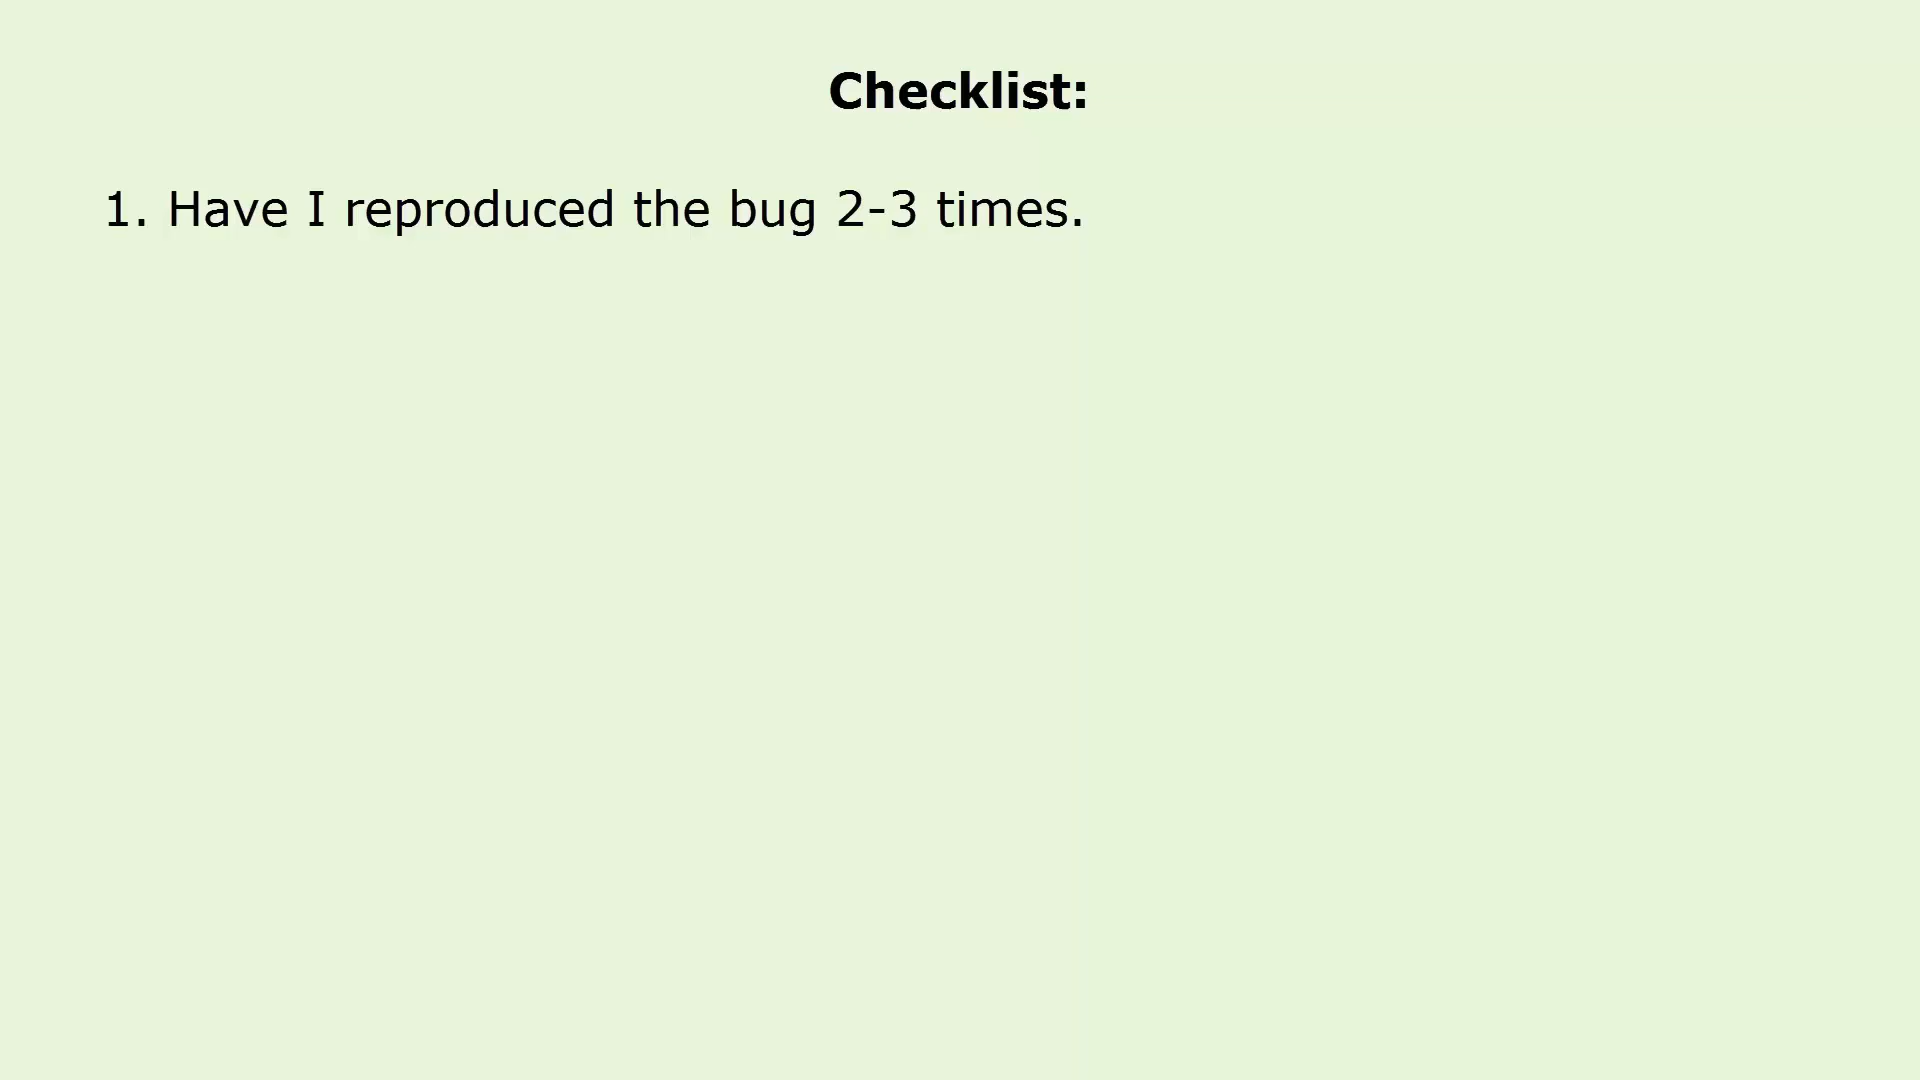 Checklist:
1. Have I reproduced the bug 2-3 times.